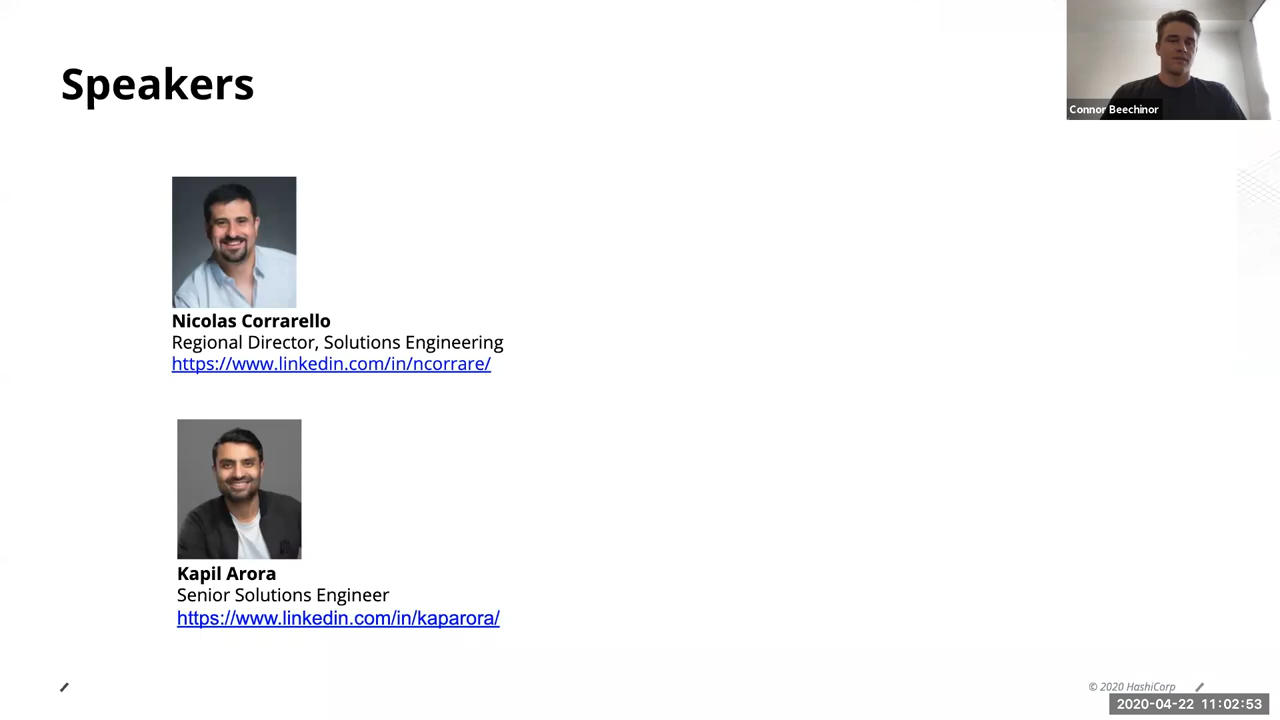 Speakers
Connor Beechinor
Nicolas Corrarello
Regional Director, Solutions Engineering
https://www.linkedin.com/in/ncorrare/
Kapil Arora
Senior Solutions Engineer
https://www.linkedin.com/in/kaparora/
© 2020 HashiCorp
2020-04-22 11:02:53